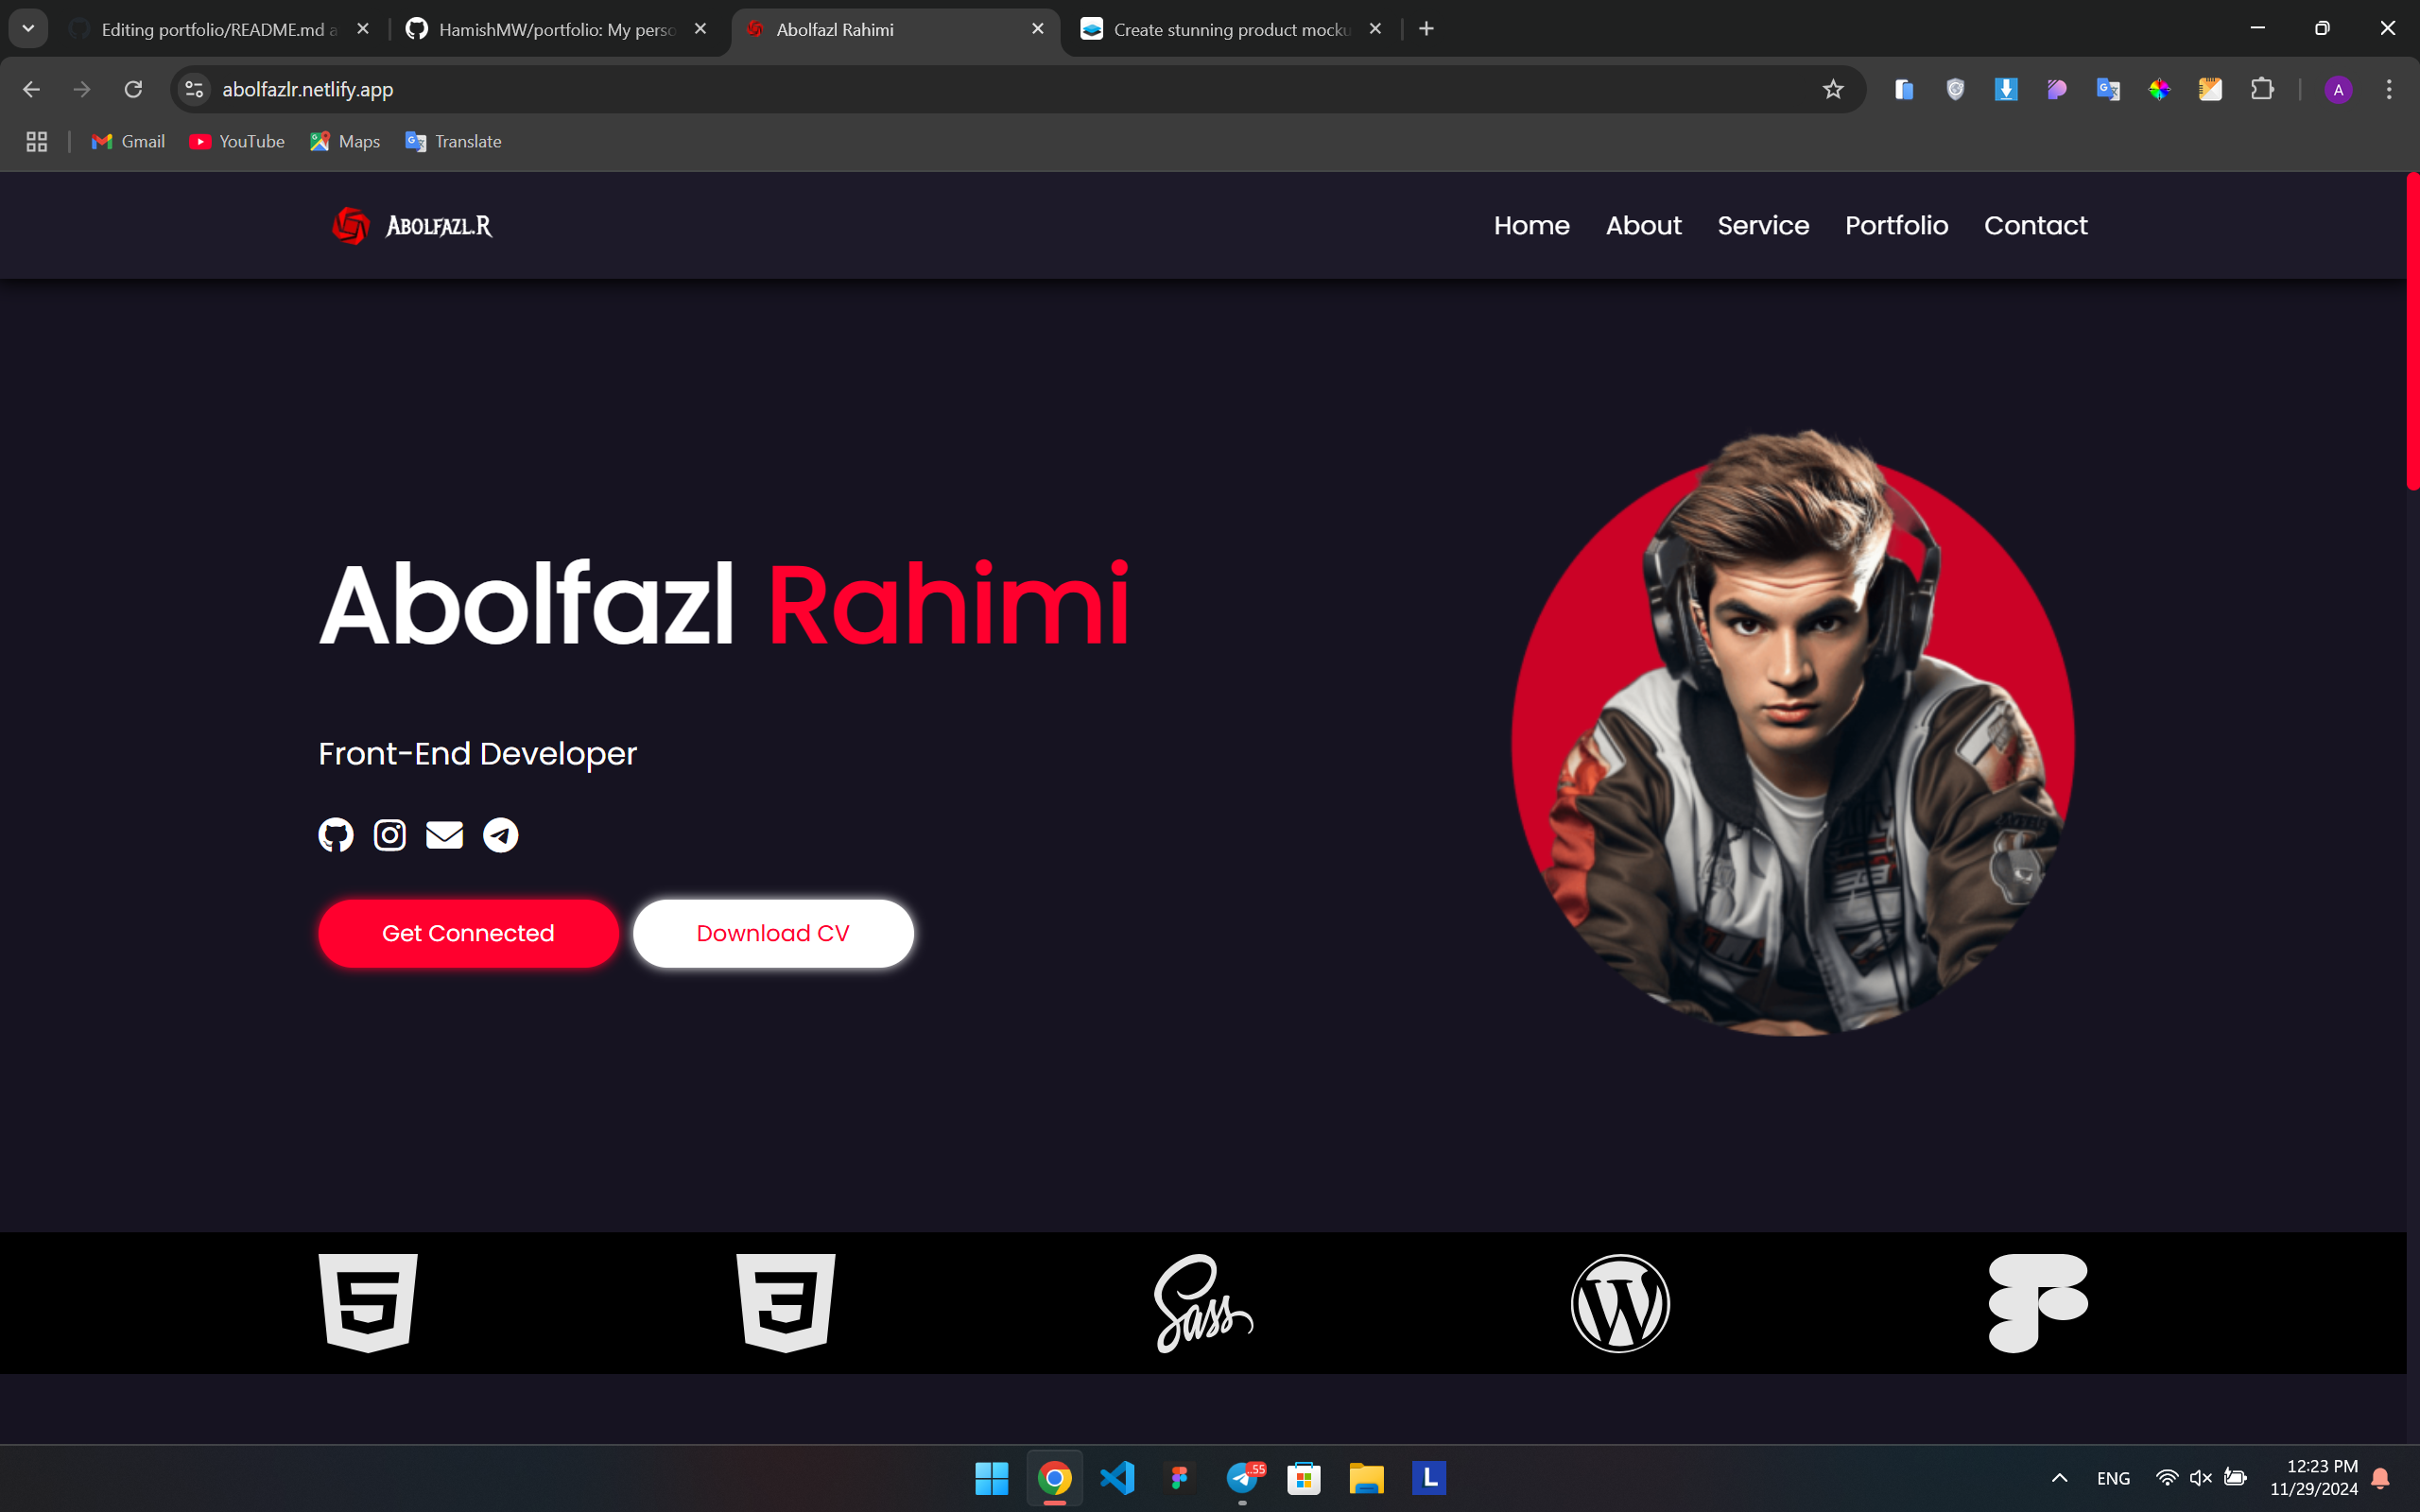 Editing portfolio/README.md a
HamishMW/portfolio: My perso
Abolfazl Rahimi
Create stunning product mocku
abolfazlr.netlify.app
A
Gmail
YouTube
Maps
Translate
Abolfazl.R
Home
About
Service
Portfolio
Contact
Abolfazl Rahimi
Front-End Developer
Get Connected
Download CV
Sass
..55
L
ENG
12:23 PM
11/29/2024